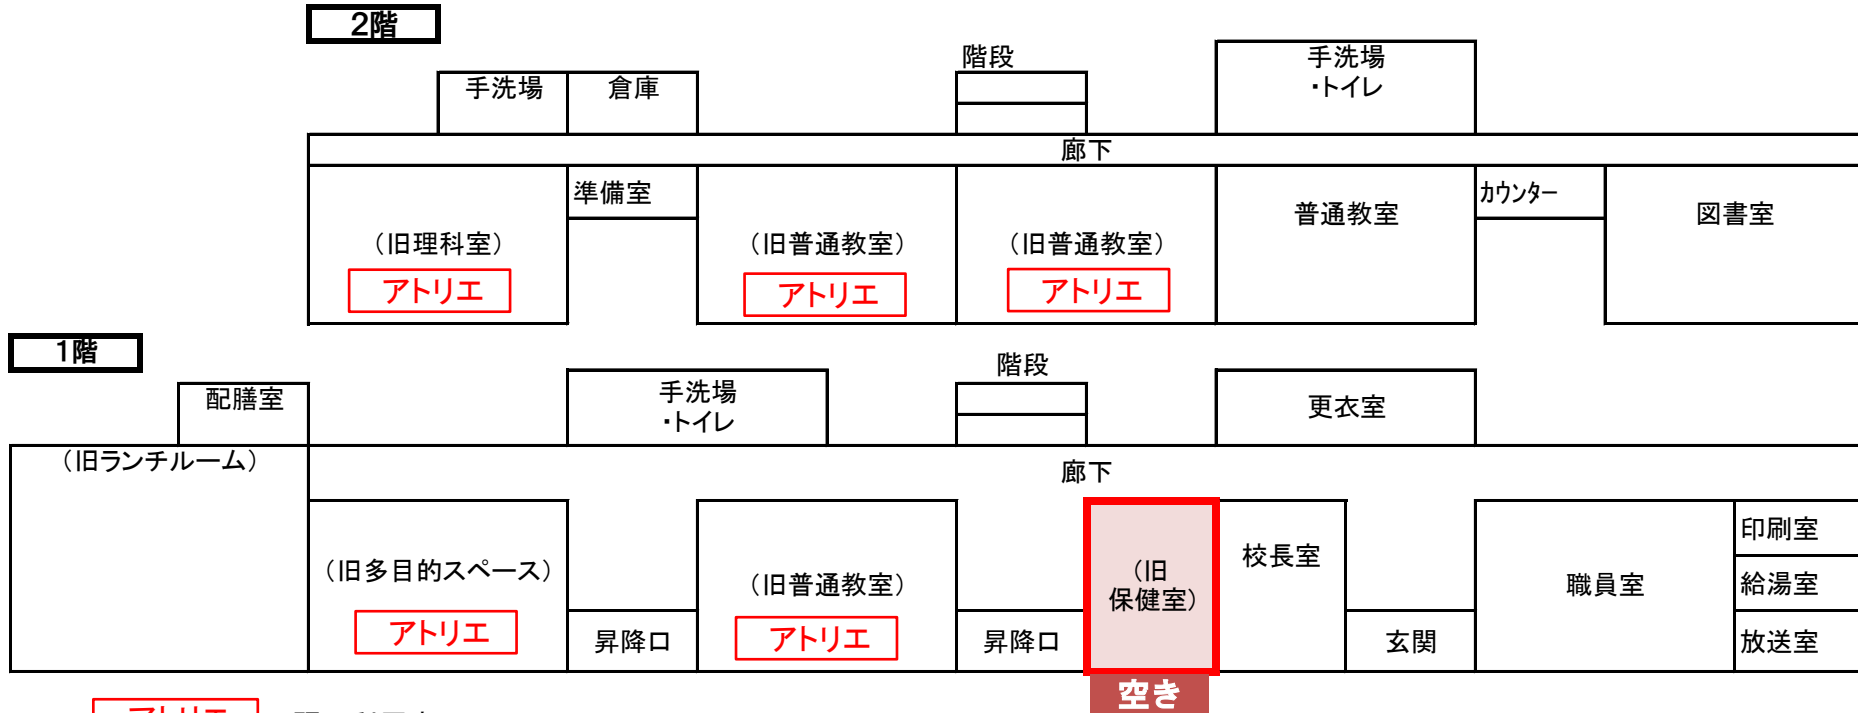 2階
階段
手洗場
・トイレ
手洗場
倉庫
廊下
準備室
カウンター
普通教室
図書室
（旧理科室）
（旧普通教室）
（旧普通教室）
アトリエ
アトリエ
アトリエ
1階
階段
配膳室
手洗場
・トイレ
更衣室
（旧ランチルーム）
廊下
印刷室
校長室
（旧多目的スペース）
（旧普通教室）
（旧
保健室）
職員室
給湯室
アトリエ
アトリエ
昇降口
昇降口
玄関
放送室
空き
アトリエ